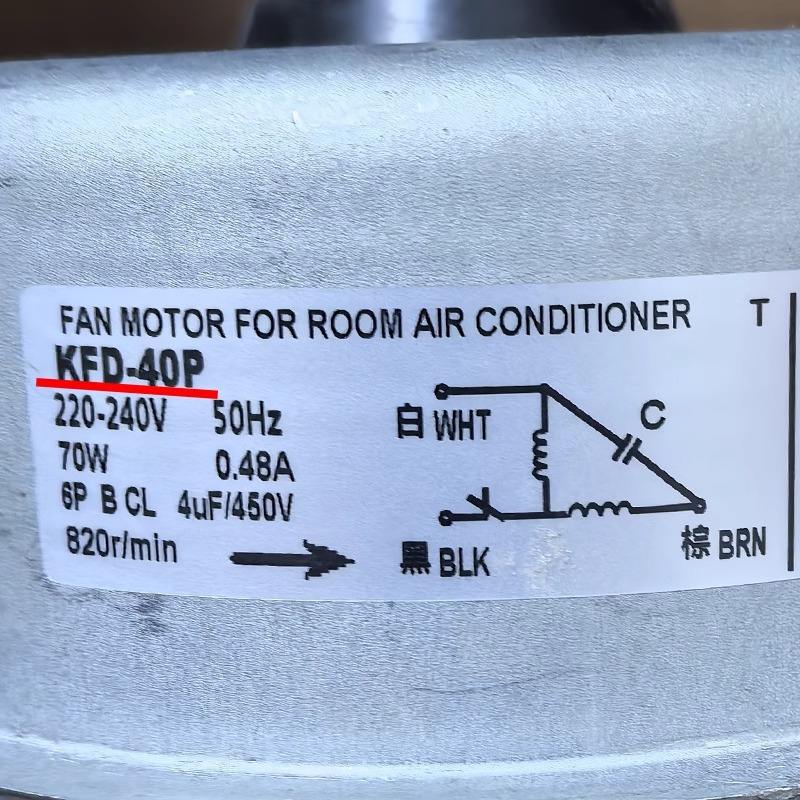 FAN MOTOR FOR ROOM AIR CONDITIONER T
KFD-40P
220-240V 50Hz
70W 0.48A
6P B CL 4uF/450V
820r/min
C
白 WHT
黑 BLK
棕 BRN